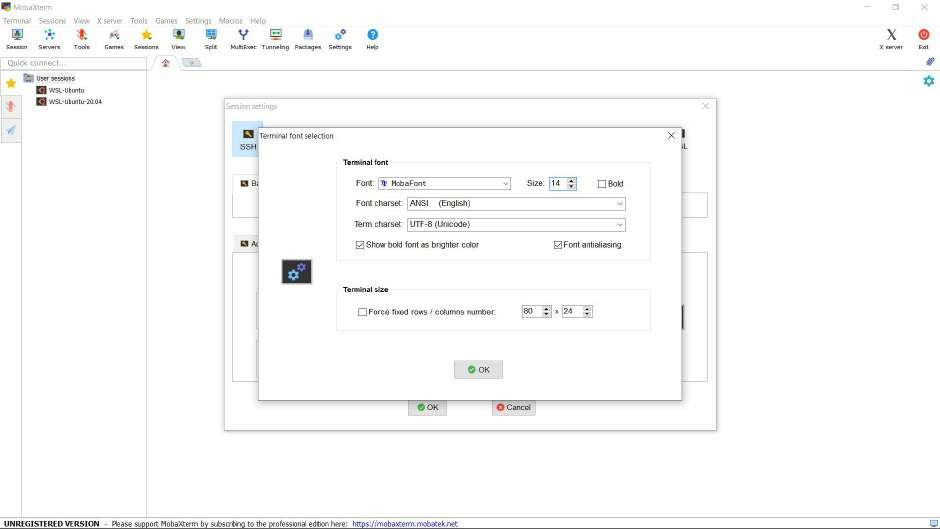 MobaXterm
Terminal Sessions View X server Tools Games Settings Macros Help
Session Servers Tools Games Sessions View Split MultiExec Tunneling Packages Settings Help X server Exit
Quick connect...
User sessions
WSL-Ubuntu
WSL-Ubuntu-20.04
Session settings
SSH
Terminal font selection
Terminal font
Font: MobaFont Size: 14 Bold
Font charset: ANSI (English)
Term charset: UTF-8 (Unicode)
Show bold font as brighter color Font antialiasing
Terminal size
Force fixed rows / columns number: 80 x 24
OK
OK Cancel
UNREGISTERED VERSION - Please support MobaXterm by subscribing to the professional edition here: https://mobaxterm.mobatek.net